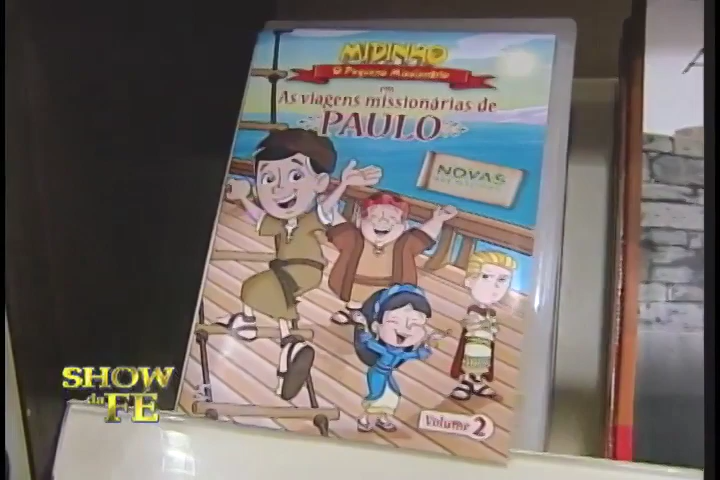 MIDINHO
O Pequeno Missionário
em
As viagens missionárias de
PAULO
NOVAS
Volume 2
SHOW
da FÉ